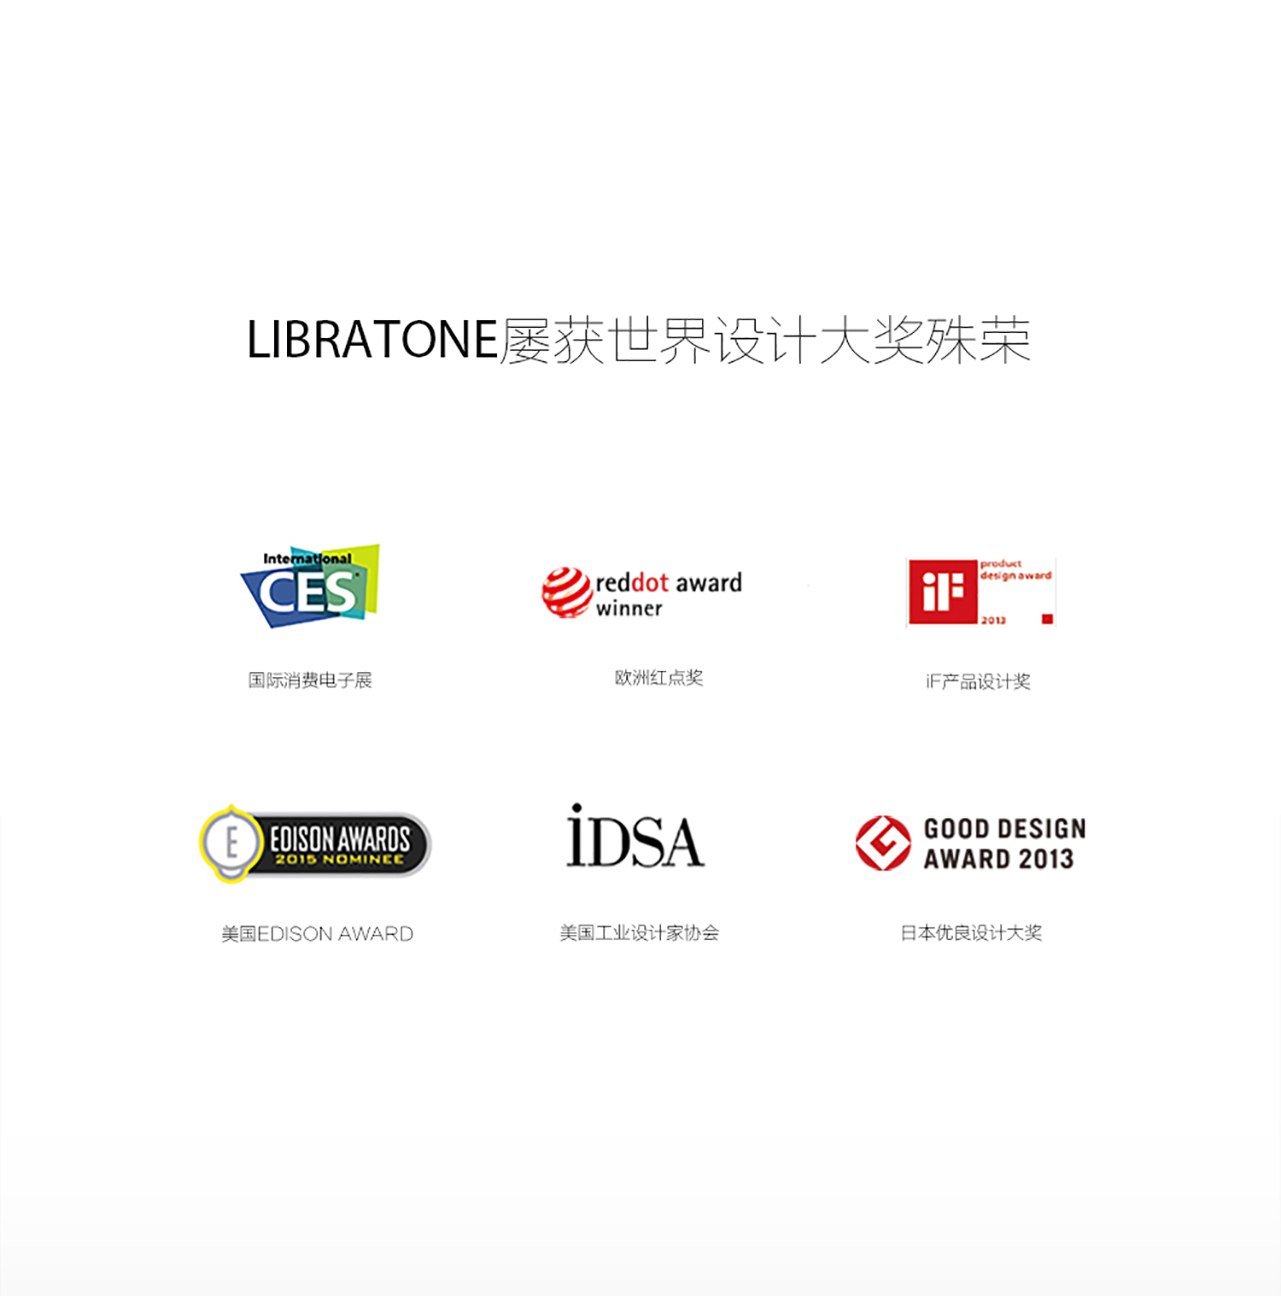 LIBRATONE屡获世界设计大奖殊荣
International
CES
国际消费电子展
reddot award
winner
欧洲红点奖
iF
product
design award
2013
iF产品设计奖
E
EDISON AWARDS
2015 NOMINEE
美国EDISON AWARD
iDSA
美国工业设计家协会
GOOD DESIGN
AWARD 2013
日本优良设计大奖